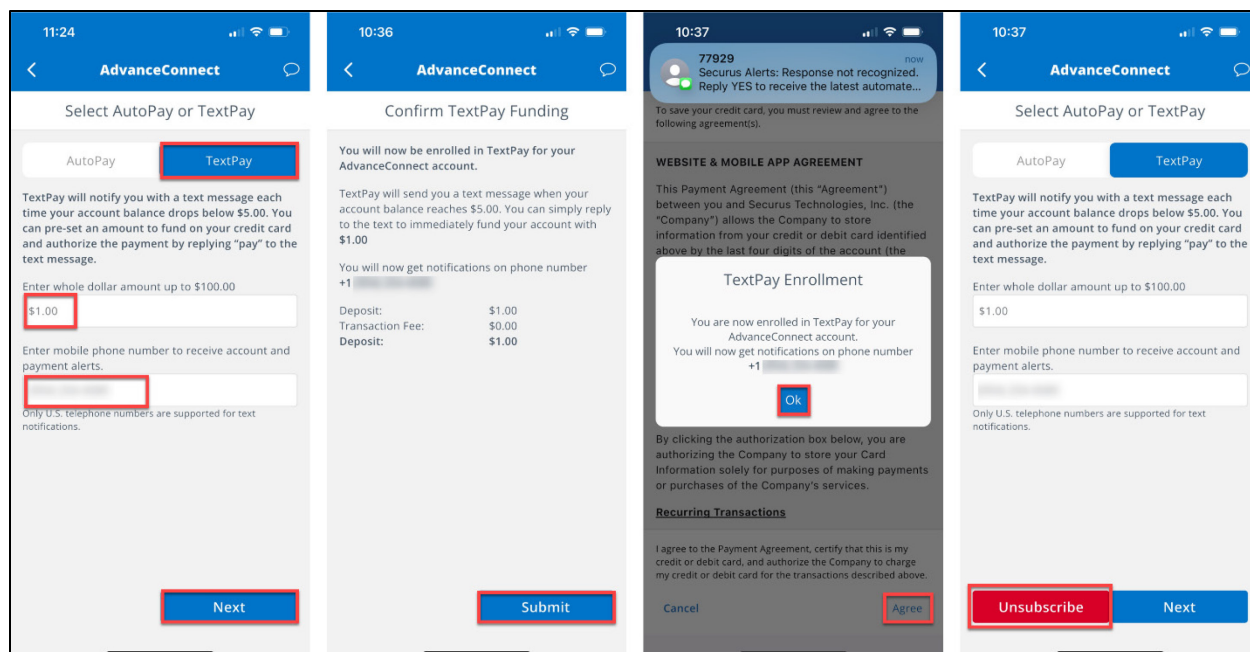 11:24
AdvanceConnect
Select AutoPay or TextPay
AutoPay
TextPay
TextPay will notify you with a text message each
time your account balance drops below $5.00. You
can pre-set an amount to fund on your credit card
and authorize the payment by replying "pay" to the
text message.
Enter whole dollar amount up to $100.00
$1.00
Enter mobile phone number to receive account and
payment alerts.
Only U.S. telephone numbers are supported for text
notifications.
Next
10:36
AdvanceConnect
Confirm TextPay Funding
You will now be enrolled in TextPay for your
AdvanceConnect account.
TextPay will send you a text message when your
account balance reaches $5.00. You can simply reply
to the text to immediately fund your account with
$1.00
You will now get notifications on phone number
+1
Deposit: $1.00
Transaction Fee: $0.00
Deposit: $1.00
Submit
10:37
77929 now
Securus Alerts: Response not recognized.
Reply YES to receive the latest automate...
To save your credit card, you must review and agree to the
following agreement(s).
WEBSITE & MOBILE APP AGREEMENT
This Payment Agreement (this "Agreement")
between you and Securus Technologies, Inc. (the
"Company") allows the Company to store
information from your credit or debit card identified
above by the last four digits of the account (the
TextPay Enrollment
You are now enrolled in TextPay for your
AdvanceConnect account.
You will now get notifications on phone number
+1
Ok
By clicking the authorization box below, you are
authorizing the Company to store your Card
Information solely for purposes of making payments
or purchases of the Company's services.
Recurring Transactions
I agree to the Payment Agreement, certify that this is my
credit or debit card, and authorize the Company to charge
my credit or debit card for the transactions described above.
Cancel
Agree
10:37
AdvanceConnect
Select AutoPay or TextPay
AutoPay
TextPay
TextPay will notify you with a text message each
time your account balance drops below $5.00. You
can pre-set an amount to fund on your credit card
and authorize the payment by replying "pay" to the
text message.
Enter whole dollar amount up to $100.00
$1.00
Enter mobile phone number to receive account and
payment alerts.
Only U.S. telephone numbers are supported for text
notifications.
Unsubscribe
Next